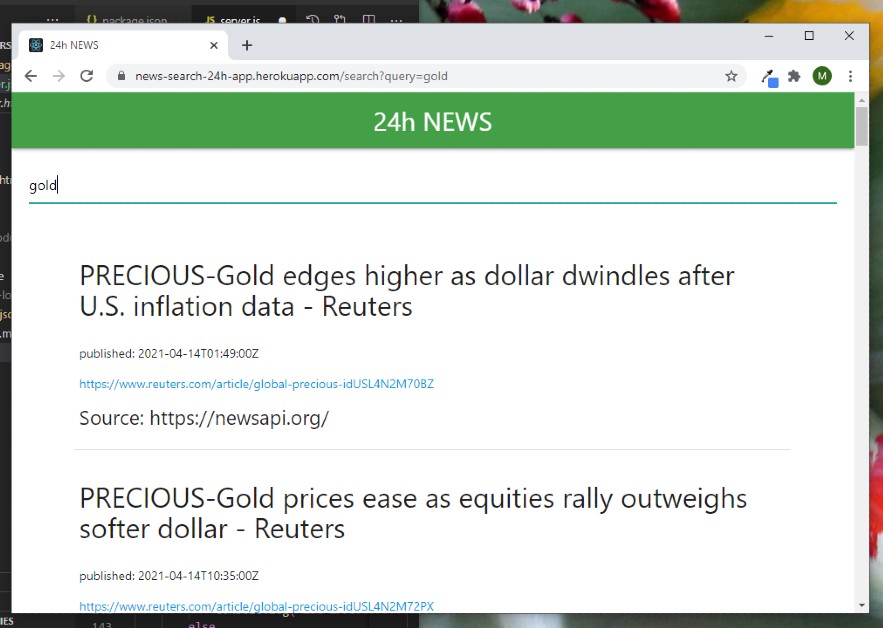 package.json
JS server.js
24h NEWS
news-search-24h-app.herokuapp.com/search?query=gold
M
24h NEWS
gold
PRECIOUS-Gold edges higher as dollar dwindles after
U.S. inflation data - Reuters
published: 2021-04-14T01:49:00Z
https://www.reuters.com/article/global-precious-idUSL4N2M70BZ
Source: https://newsapi.org/
PRECIOUS-Gold prices ease as equities rally outweighs
softer dollar - Reuters
published: 2021-04-14T10:35:00Z
https://www.reuters.com/article/global-precious-idUSL4N2M72PX
143 else